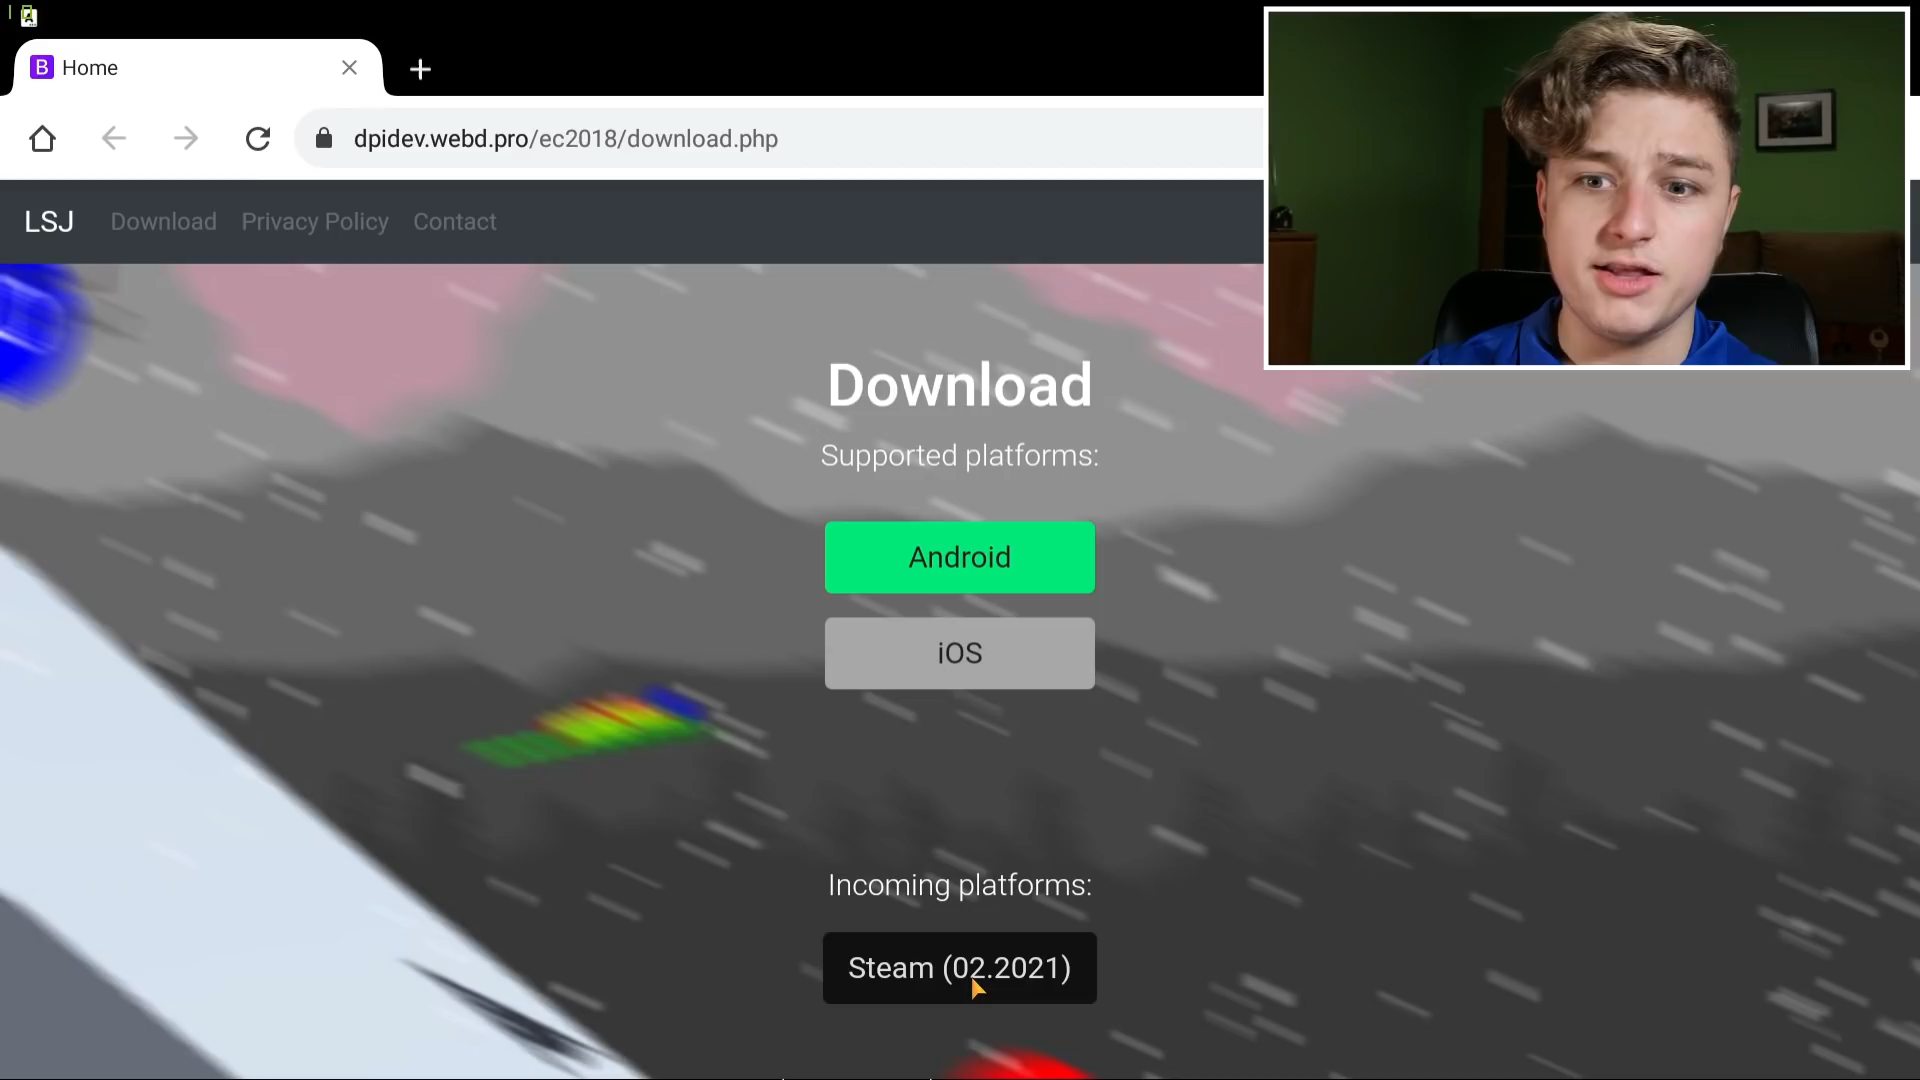 B Home
dpidev.webd.pro/ec2018/download.php
LSJ Download Privacy Policy Contact
Download
Supported platforms:
Android
iOS
Incoming platforms:
Steam (02.2021)